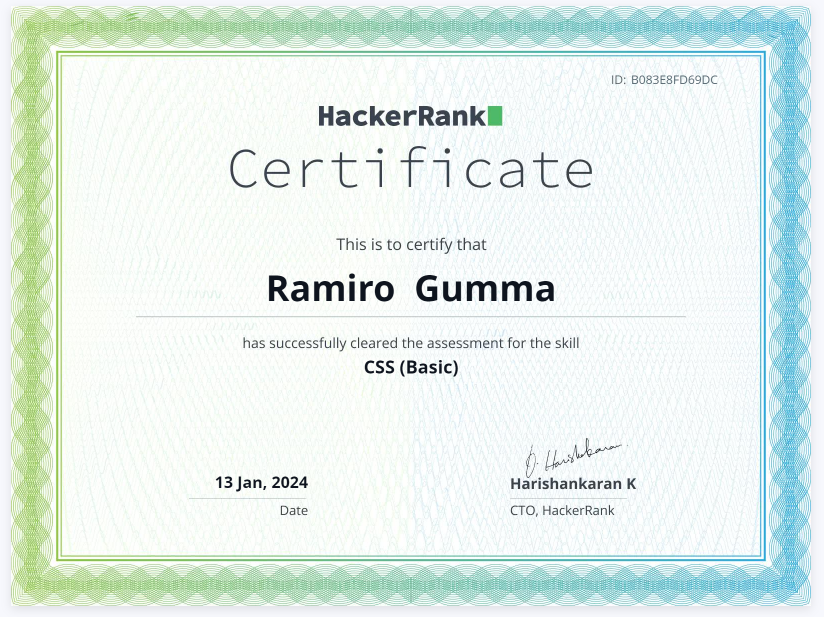 ID: B083E8FD69DC
HackerRank
Certificate
This is to certify that
Ramiro Gumma
has successfully cleared the assessment for the skill
CSS (Basic)
13 Jan, 2024
Date
Harishankaran K
CTO, HackerRank